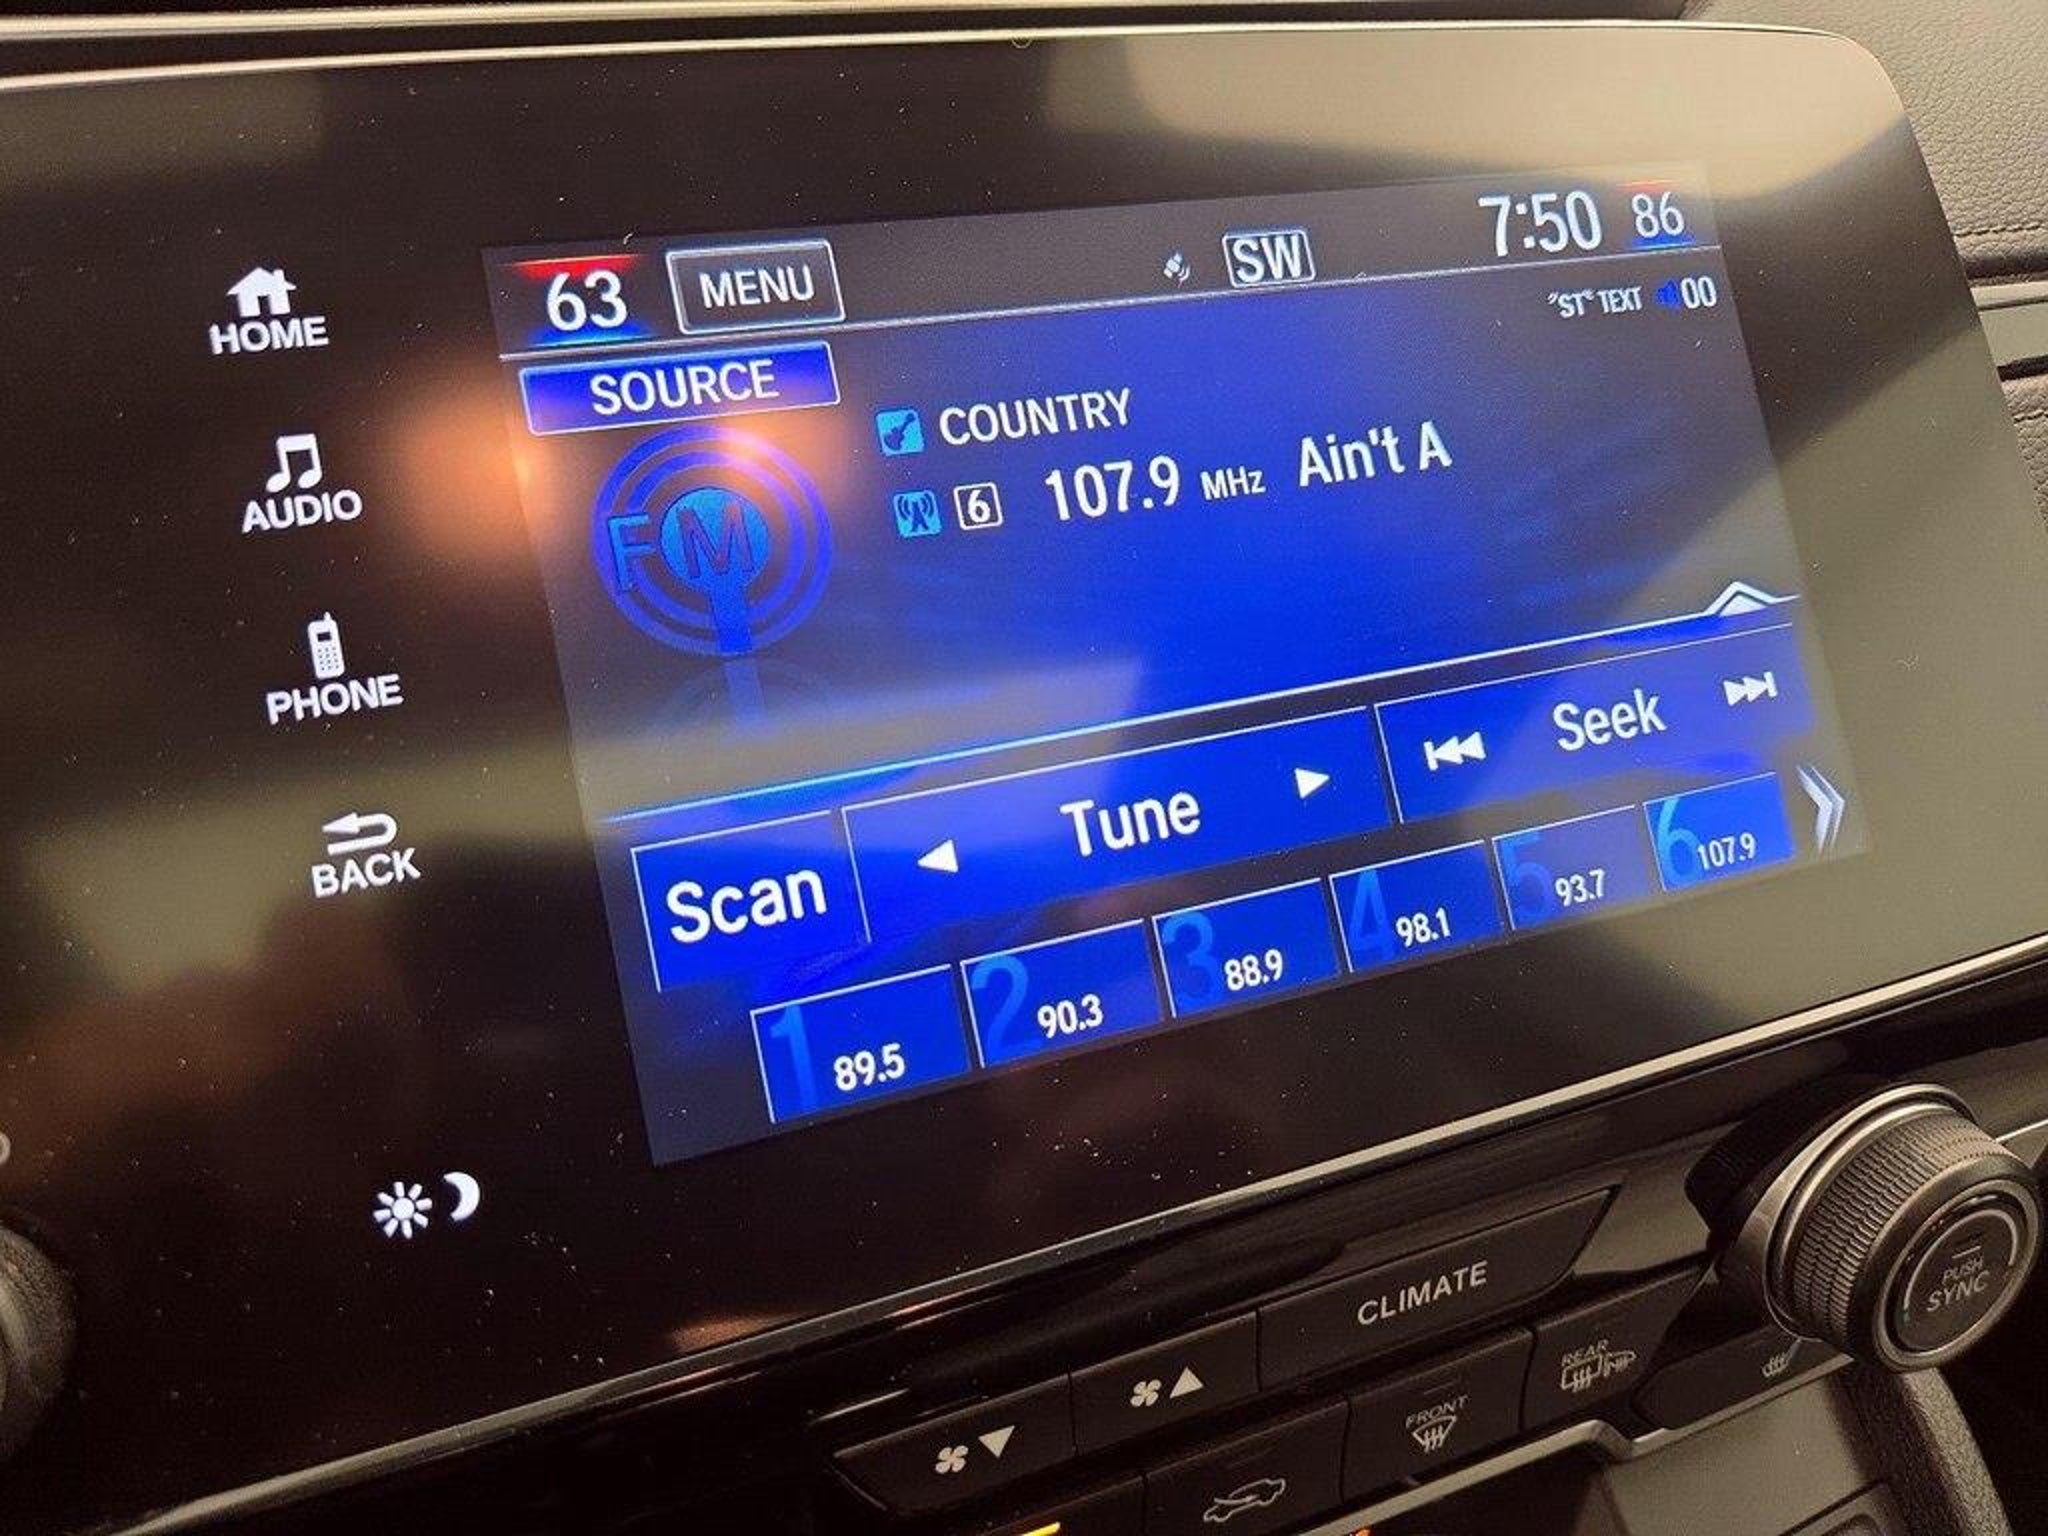 HOME
AUDIO
PHONE
BACK
63 MENU SW 7:50 86
"ST" TEXT 00
SOURCE
FM
COUNTRY
6 107.9 MHz Ain't A
Scan Tune Seek
1 89.5
2 90.3
3 88.9
4 98.1
5 93.7
6 107.9
CLIMATE
PUSH
SYNC
REAR
FRONT